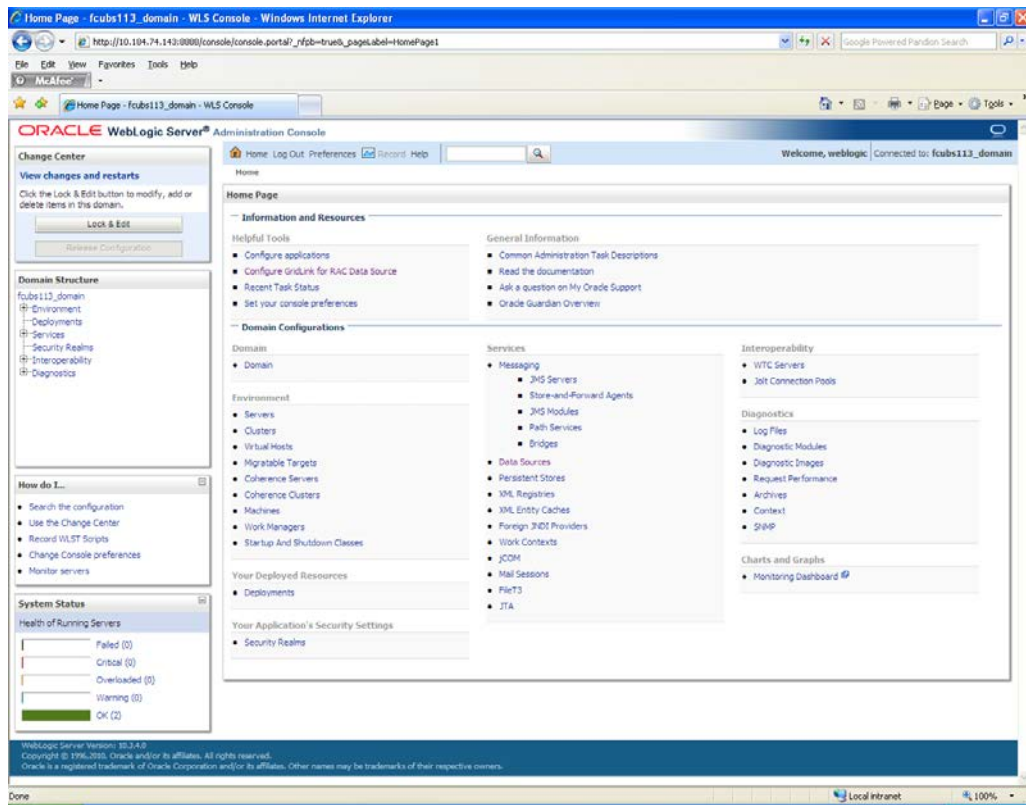 Home Page - fcubs113_domain - WLS Console - Windows Internet Explorer
http://10.184.74.143:8888/console/console.portal?_nfpb=true&_pageLabel=HomePage1
Google Powered Pandion Search
File Edit View Favorites Tools Help
McAfee
Home Page - fcubs113_domain - WLS Console
Page Tools
ORACLE WebLogic Server® Administration Console
Change Center
View changes and restarts
Click the Lock & Edit button to modify, add or
delete items in this domain.
Lock & Edit
Release Configuration
Domain Structure
fcubs113_domain
Environment
Deployments
Services
Security Realms
Interoperability
Diagnostics
How do I...
Search the configuration
Use the Change Center
Record WLST Scripts
Change Console preferences
Monitor servers
System Status
Health of Running Servers
Failed (0)
Critical (0)
Overloaded (0)
Warning (0)
OK (2)
Home Log Out Preferences Record Help
Welcome, weblogic Connected to: fcubs113_domain
Home
Home Page
Information and Resources
Helpful Tools
Configure applications
Configure GridLink for RAC Data Source
Recent Task Status
Set your console preferences
General Information
Common Administration Task Descriptions
Read the documentation
Ask a question on My Oracle Support
Oracle Guardian Overview
Domain Configurations
Domain
Domain
Environment
Servers
Clusters
Virtual Hosts
Migratable Targets
Coherence Servers
Coherence Clusters
Machines
Work Managers
Startup And Shutdown Classes
Your Deployed Resources
Deployments
Your Application's Security Settings
Security Realms
Services
Messaging
JMS Servers
Store-and-Forward Agents
JMS Modules
Path Services
Bridges
Data Sources
Persistent Stores
XML Registries
XML Entity Caches
Foreign JNDI Providers
Work Contexts
jCOM
Mail Sessions
FileT3
JTA
Interoperability
WTC Servers
Jolt Connection Pools
Diagnostics
Log Files
Diagnostic Modules
Diagnostic Images
Request Performance
Archives
Context
SNMP
Charts and Graphs
Monitoring Dashboard
WebLogic Server Version: 10.3.4.0
Copyright © 1996,2010, Oracle and/or its affiliates. All rights reserved.
Oracle is a registered trademark of Oracle Corporation and/or its affiliates. Other names may be trademarks of their respective owners.
Done
Local intranet
100%